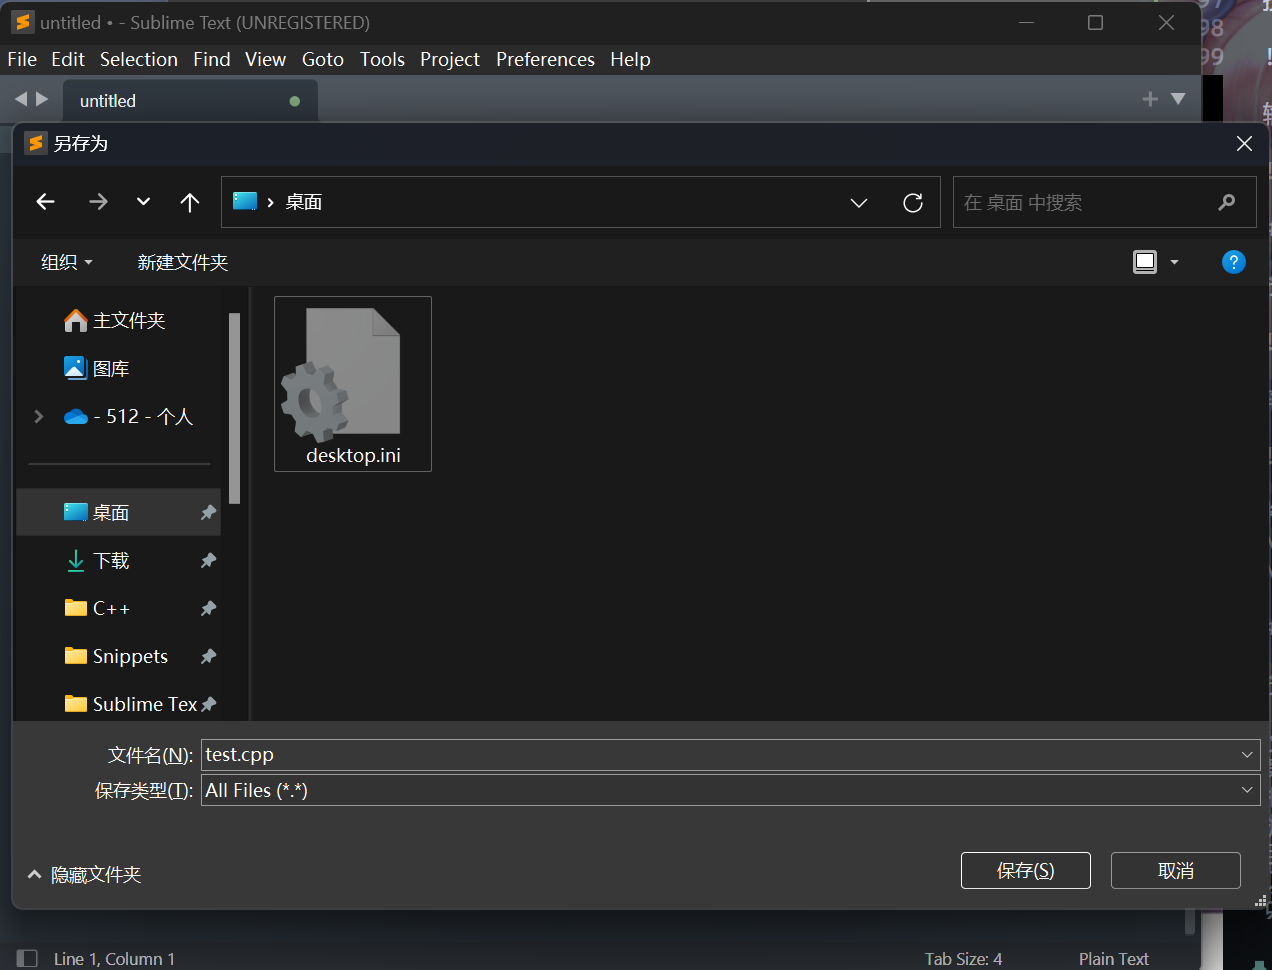 untitled • - Sublime Text (UNREGISTERED)
File Edit Selection Find View Goto Tools Project Preferences Help
untitled
另存为
桌面
在 桌面 中搜索
组织
新建文件夹
主文件夹
图库
- 512 - 个人
桌面
下载
C++
Snippets
Sublime Tex
desktop.ini
文件名(N): test.cpp
保存类型(T): All Files (*.*)
隐藏文件夹
保存(S)
取消
Line 1, Column 1
Tab Size: 4
Plain Text
98
99